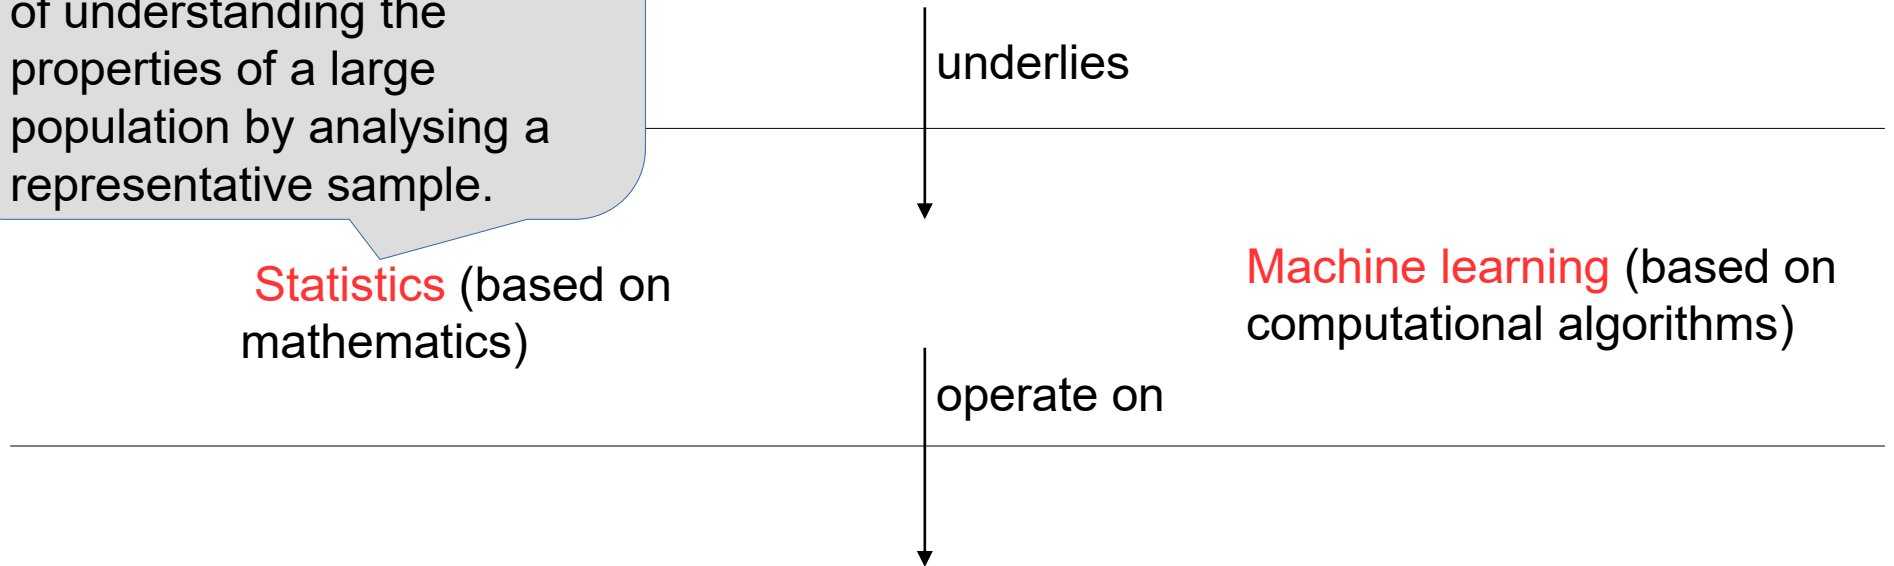 of understanding the
properties of a large
population by analysing a
representative sample.
underlies
Statistics (based on
mathematics)
Machine learning (based on
computational algorithms)
operate on